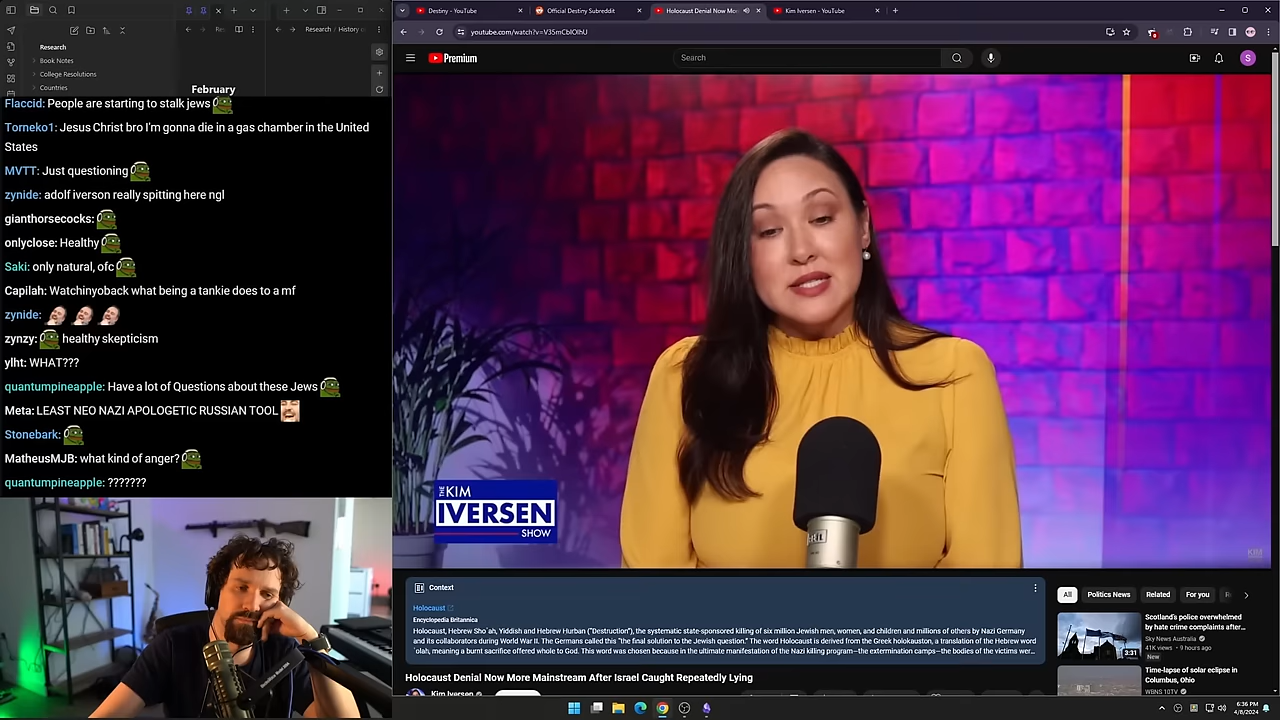 Destiny - YouTube
Official Destiny Subreddit
Holocaust Denial Now Mor
Kim Iversen - YouTube
youtube.com/watch?v=V35mCbIOlhU
Premium
Search
S
Res
Research / History
Research
Book Notes
College Resolutions
Countries
February
Flaccid: People are starting to stalk jews
Torneko1: Jesus Christ bro I'm gonna die in a gas chamber in the United
States
MVTT: Just questioning
zynide: adolf iverson really spitting here ngl
gianthorsecocks:
onlyclose: Healthy
Saki: only natural, ofc
Capilah: Watchinyoback what being a tankie does to a mf
zynide:
zynzy: healthy skepticism
ylht: WHAT???
quantumpineapple: Have a lot of Questions about these Jews
Meta: LEAST NEO NAZI APOLOGETIC RUSSIAN TOOL
Stonebark:
MatheusMJB: what kind of anger?
quantumpineapple: ???????
THE KIM
IVERSEN
SHOW
KIM
Context
Holocaust
Encyclopedia Britannica
Holocaust, Hebrew Shoʾah, Yiddish and Hebrew Hurban ("Destruction"), the systematic state-sponsored killing of six million Jewish men, women, and children and millions of others by Nazi Germany
and its collaborators during World War II. The Germans called this "the final solution to the Jewish question." The word Holocaust is derived from the Greek holokauston, a translation of the Hebrew word
ʿolah, meaning a burnt sacrifice offered whole to God. This word was chosen because in the ultimate manifestation of the Nazi killing program—the extermination camps—the bodies of the victims wer...
Holocaust Denial Now More Mainstream After Israel Caught Repeatedly Lying
Kim Iversen
All
Politics News
Related
For you
Scotland's police overwhelmed
by hate crime complaints after...
Sky News Australia
41K views • 9 hours ago
New
3:31
Time-lapse of solar eclipse in
Columbus, Ohio
WBNS 10TV
6:36 PM
4/8/2024